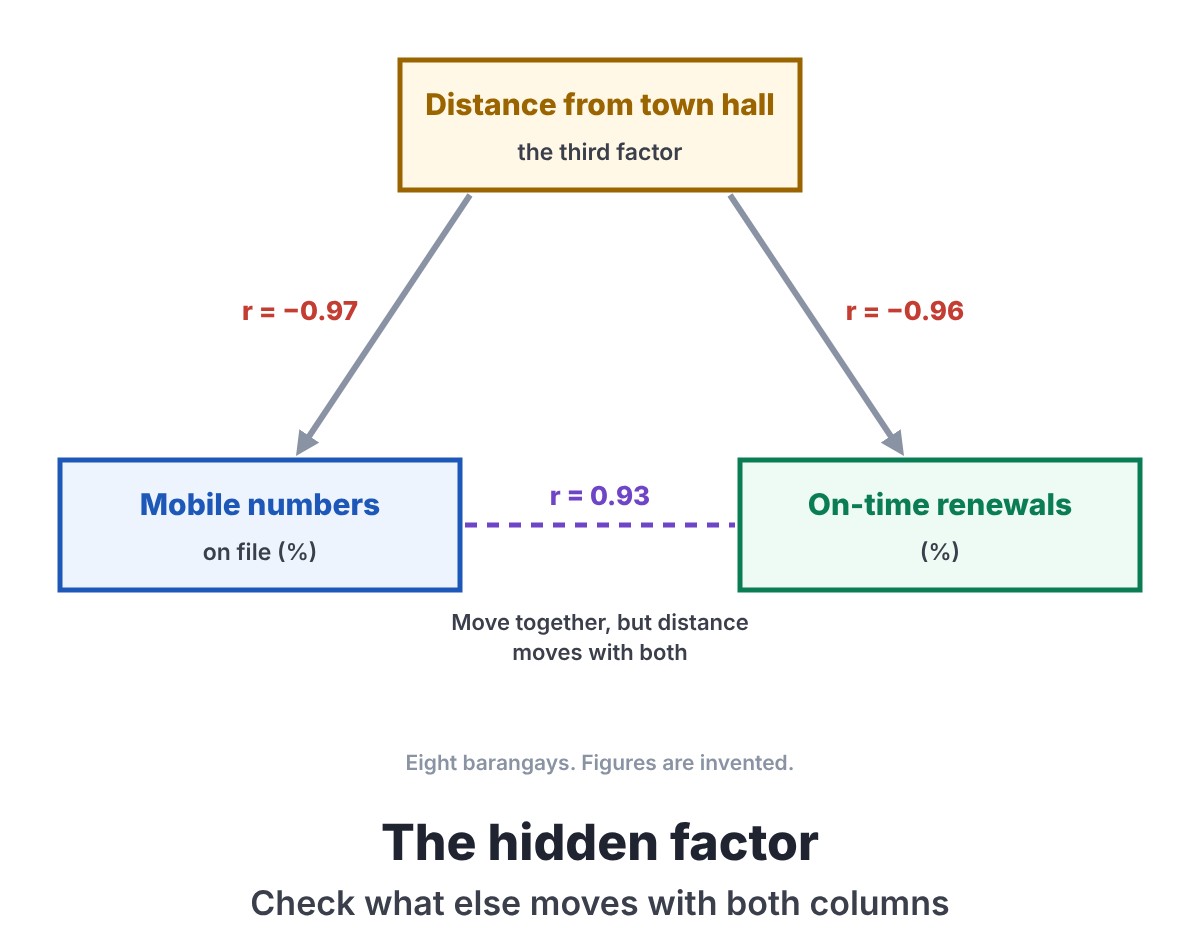 Distance from town hall
the third factor
r = −0.97
r = −0.96
Mobile numbers
on file (%)
r = 0.93
On-time renewals
(%)
Move together, but distance
moves with both
Eight barangays. Figures are invented.
The hidden factor
Check what else moves with both columns